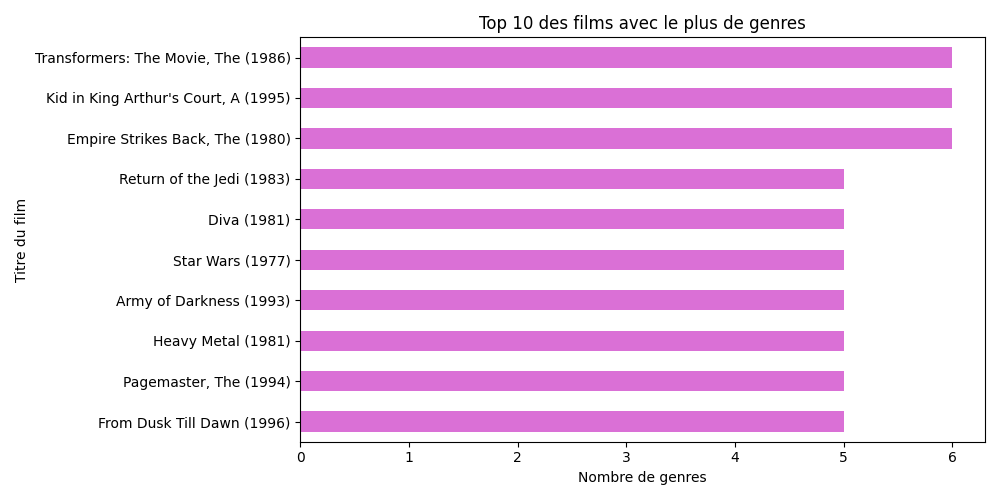 Top 10 des films avec le plus de genres
Titre du film
Transformers: The Movie, The (1986)
Kid in King Arthur's Court, A (1995)
Empire Strikes Back, The (1980)
Return of the Jedi (1983)
Diva (1981)
Star Wars (1977)
Army of Darkness (1993)
Heavy Metal (1981)
Pagemaster, The (1994)
From Dusk Till Dawn (1996)
0 1 2 3 4 5 6
Nombre de genres